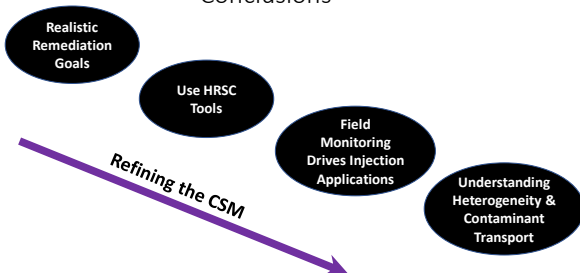 Conclusions
Realistic
Remediation
Goals
Use HRSC
Tools
Field
Monitoring
Drives Injection
Applications
Understanding
Heterogeneity &
Contaminant
Transport
Refining the CSM